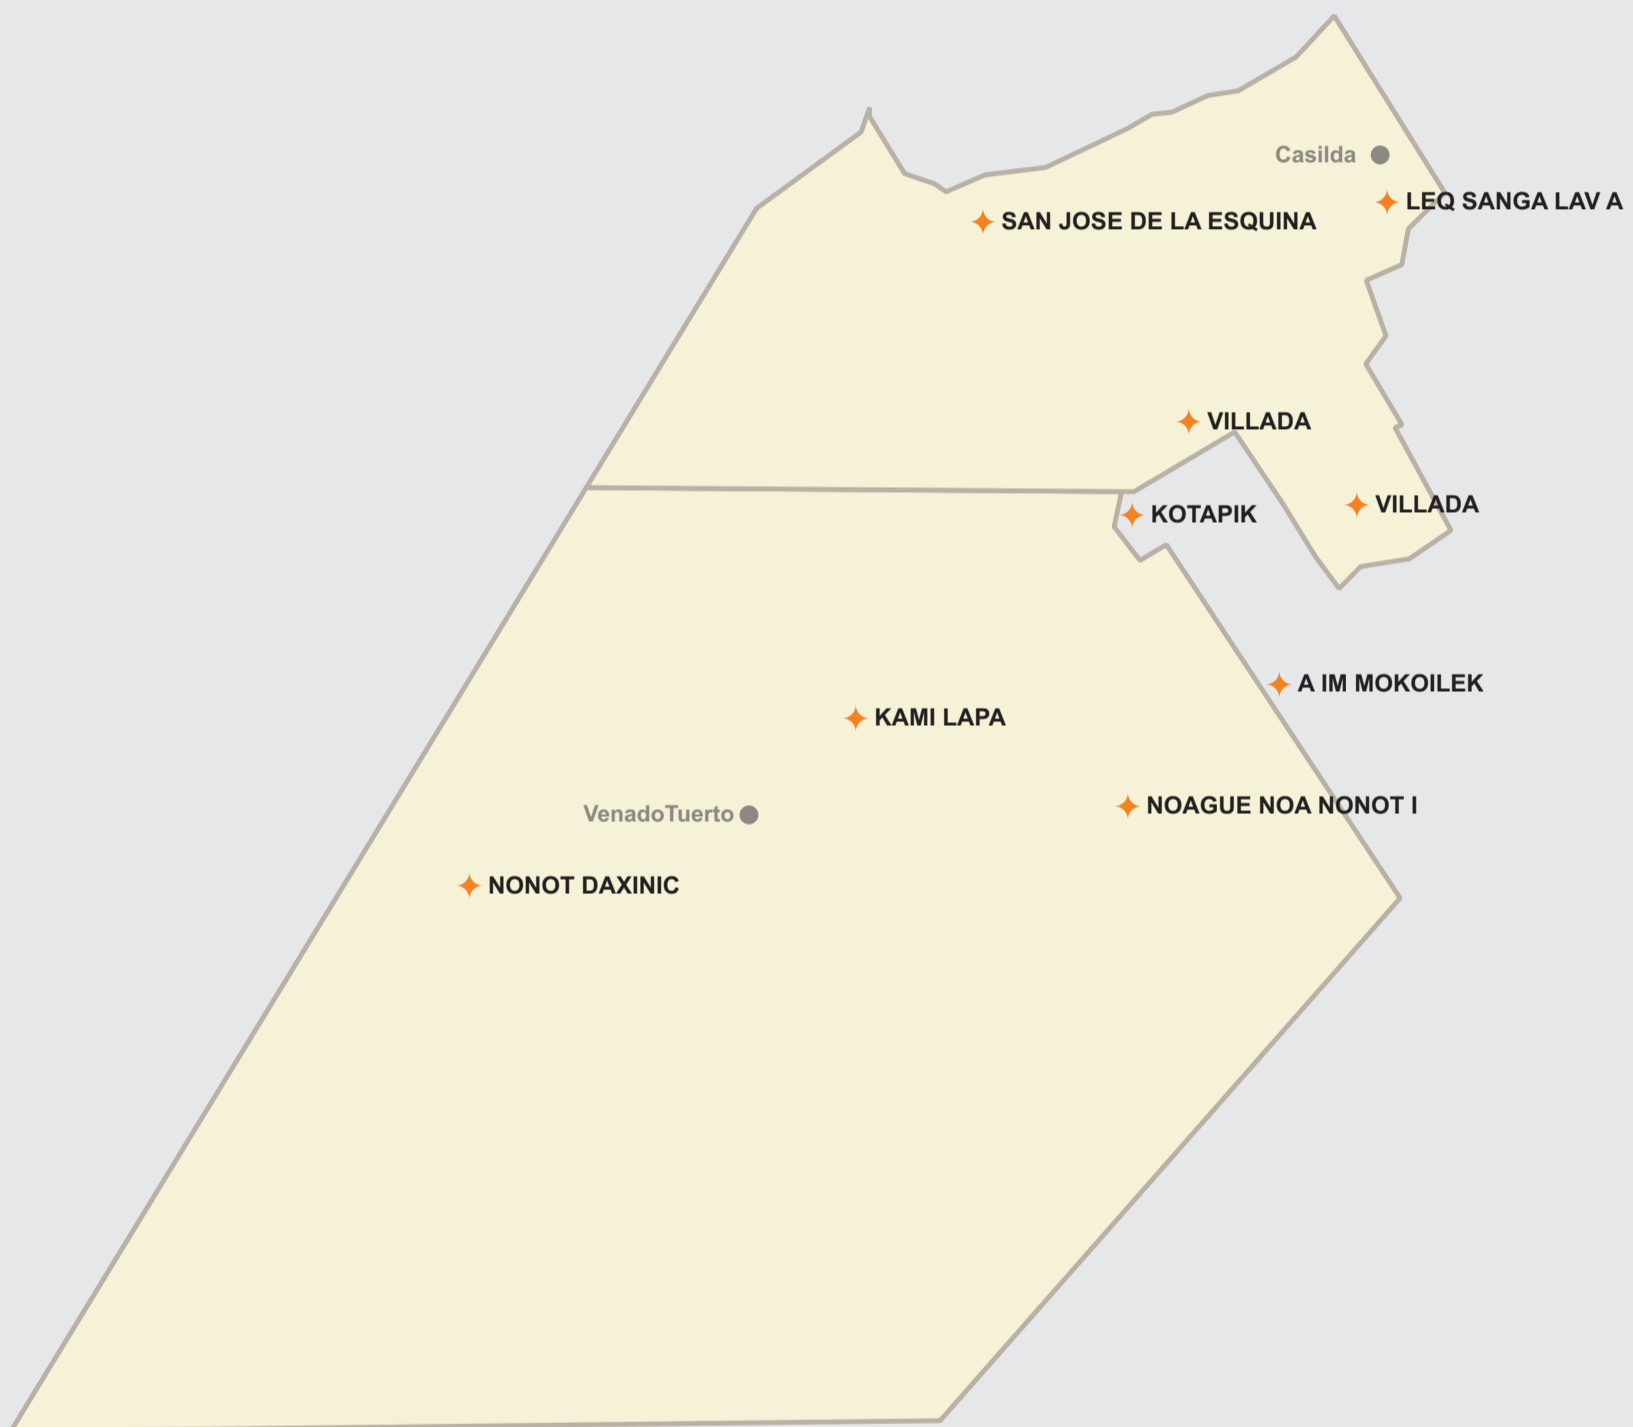 Casilda
LEQ SANGA LAV A
SAN JOSE DE LA ESQUINA
VILLADA
VILLADA
KOTAPIK
A IM MOKOILEK
KAMI LAPA
NOAGUE NOA NONOT I
VenadoTuerto
NONOT DAXINIC